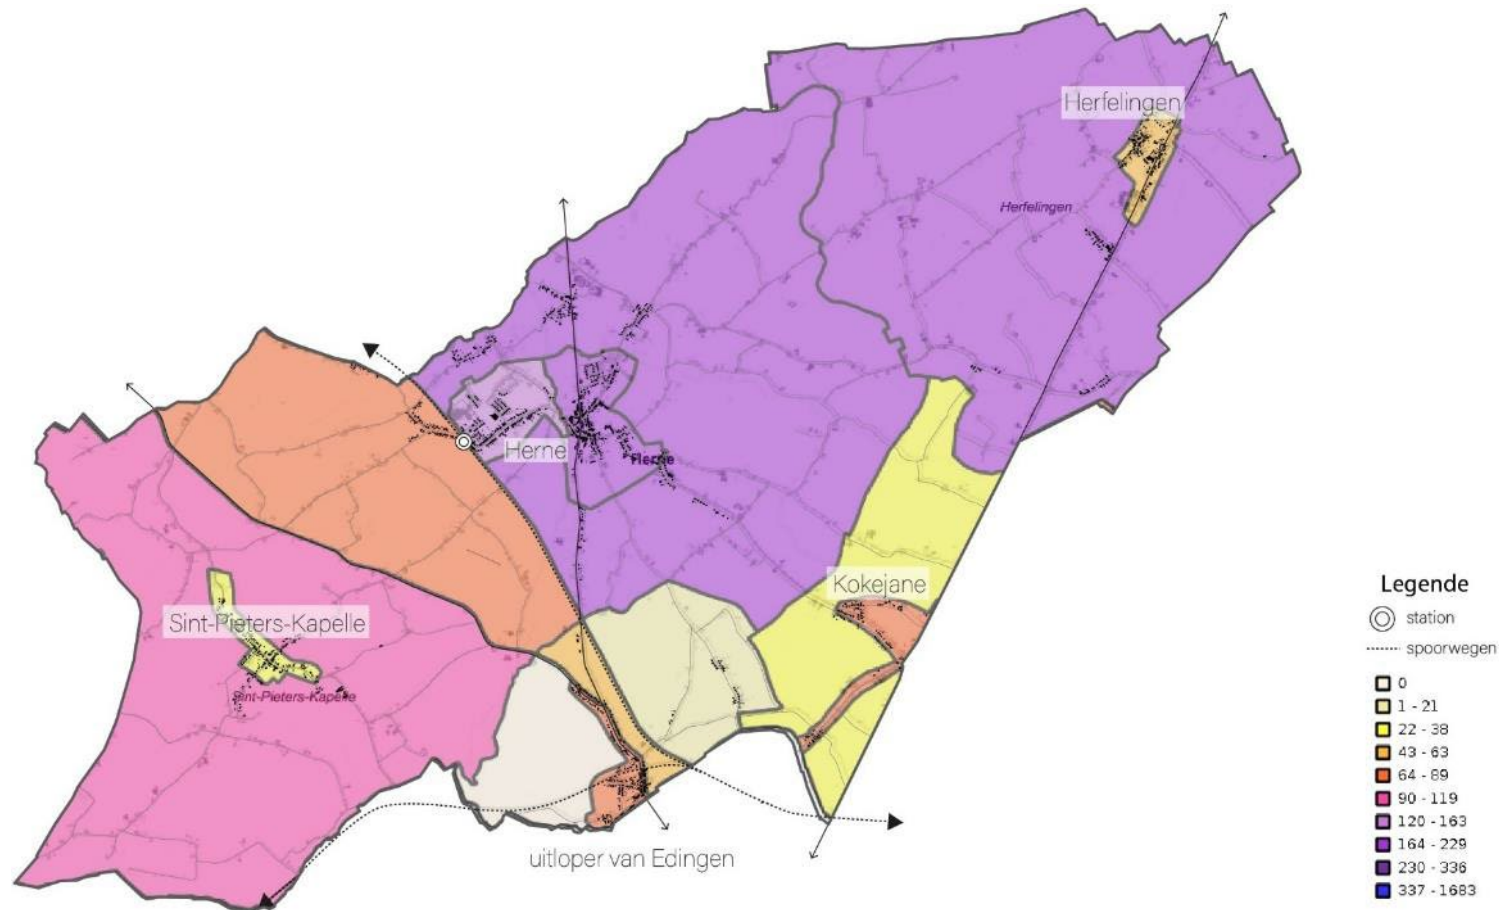 Herfelingen
Herfelingen
Herne
Herne
Kokejane
Sint-Pieters-Kapelle
Sint-Pieters-Kapelle
uitloper van Edingen
Legende
station
spoorwegen
0
1 - 21
22 - 38
43 - 63
64 - 89
90 - 119
120 - 163
164 - 229
230 - 336
337 - 1683